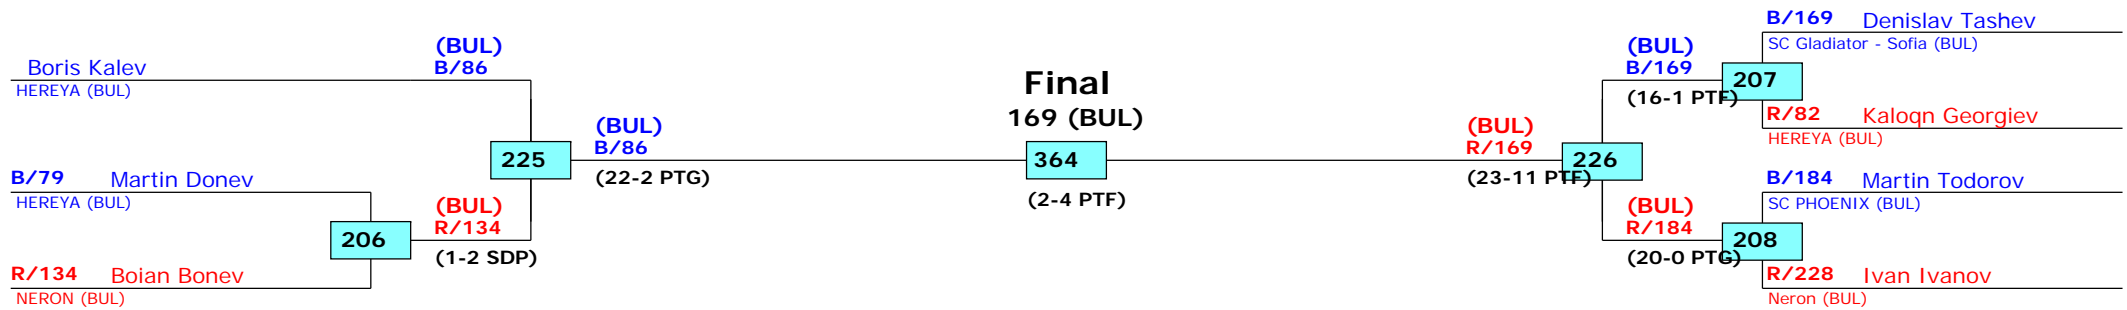 Boris Kalev
HEREYA (BUL)
(BUL)
B/86
B/79 Martin Donev
HEREYA (BUL)
206
R/134 Boian Bonev
NERON (BUL)
(BUL)
R/134
(1-2 SDP)
225
(BUL)
B/86
(22-2 PTG)
Final
169 (BUL)
364
(2-4 PTF)
(BUL)
R/169
(23-11 PTF)
226
(BUL)
B/169
(16-1 PTF)
207
B/169 Denislav Tashev
SC Gladiator - Sofia (BUL)
R/82 Kaloqn Georgiev
HEREYA (BUL)
(BUL)
R/184
(20-0 PTG)
208
B/184 Martin Todorov
SC PHOENIX (BUL)
R/228 Ivan Ivanov
Neron (BUL)